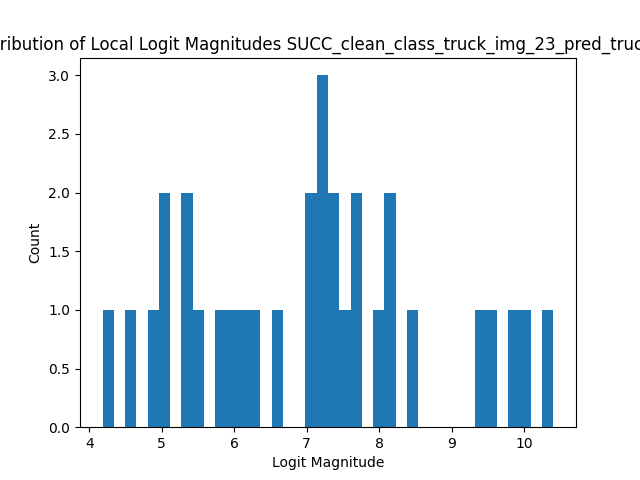 ribution of Local Logit Magnitudes SUCC_clean_class_truck_img_23_pred_truc
3.0
2.5
2.0
1.5
1.0
0.5
0.0
Count
4 5 6 7 8 9 10
Logit Magnitude